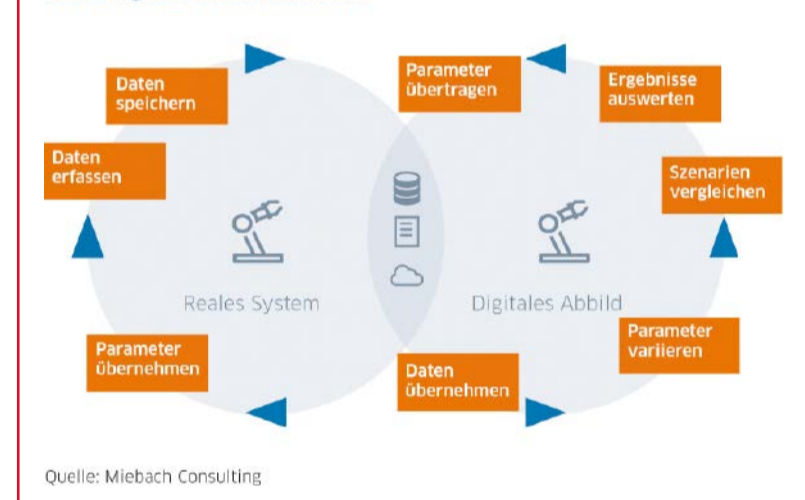 Daten
speichern
Parameter
übertragen
Ergebnisse
auswerten
Daten
erfassen
Szenarien
vergleichen
Reales System
Digitales Abbild
Parameter
übernehmen
Daten
übernehmen
Parameter
variieren
Quelle: Miebach Consulting